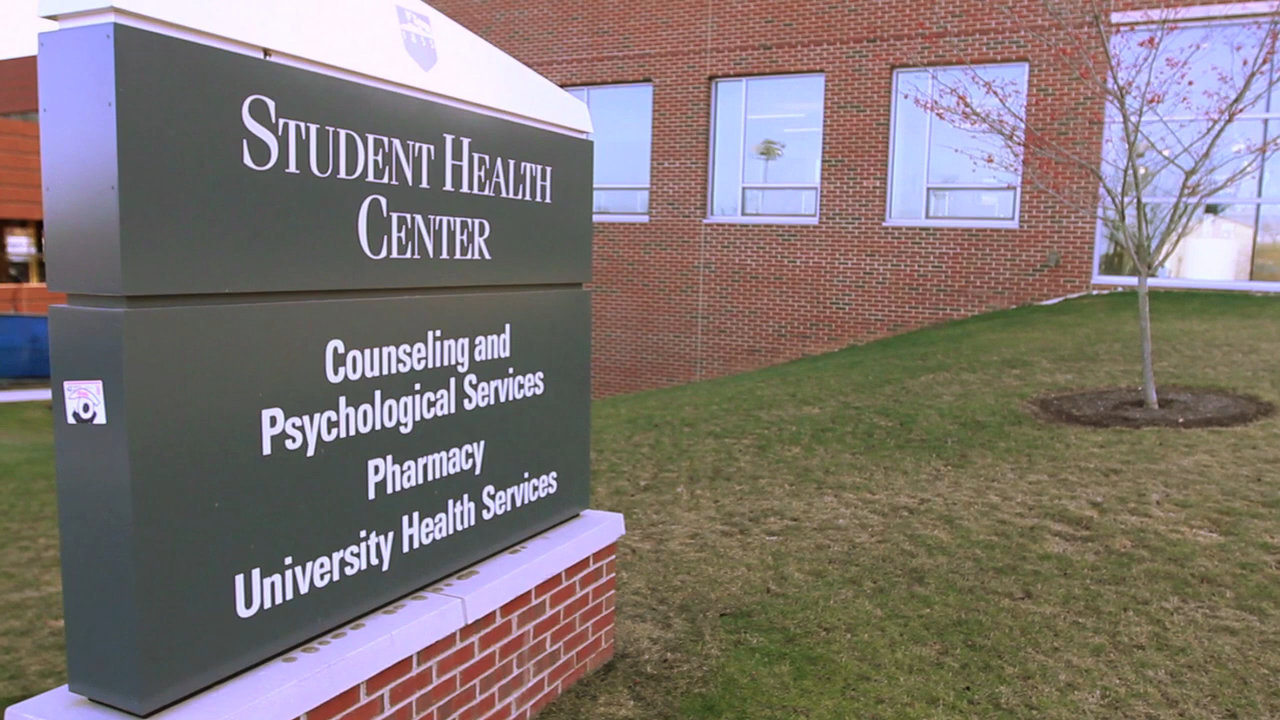 STUDENT HEALTH
CENTER
Counseling and
Psychological Services
Pharmacy
University Health Services